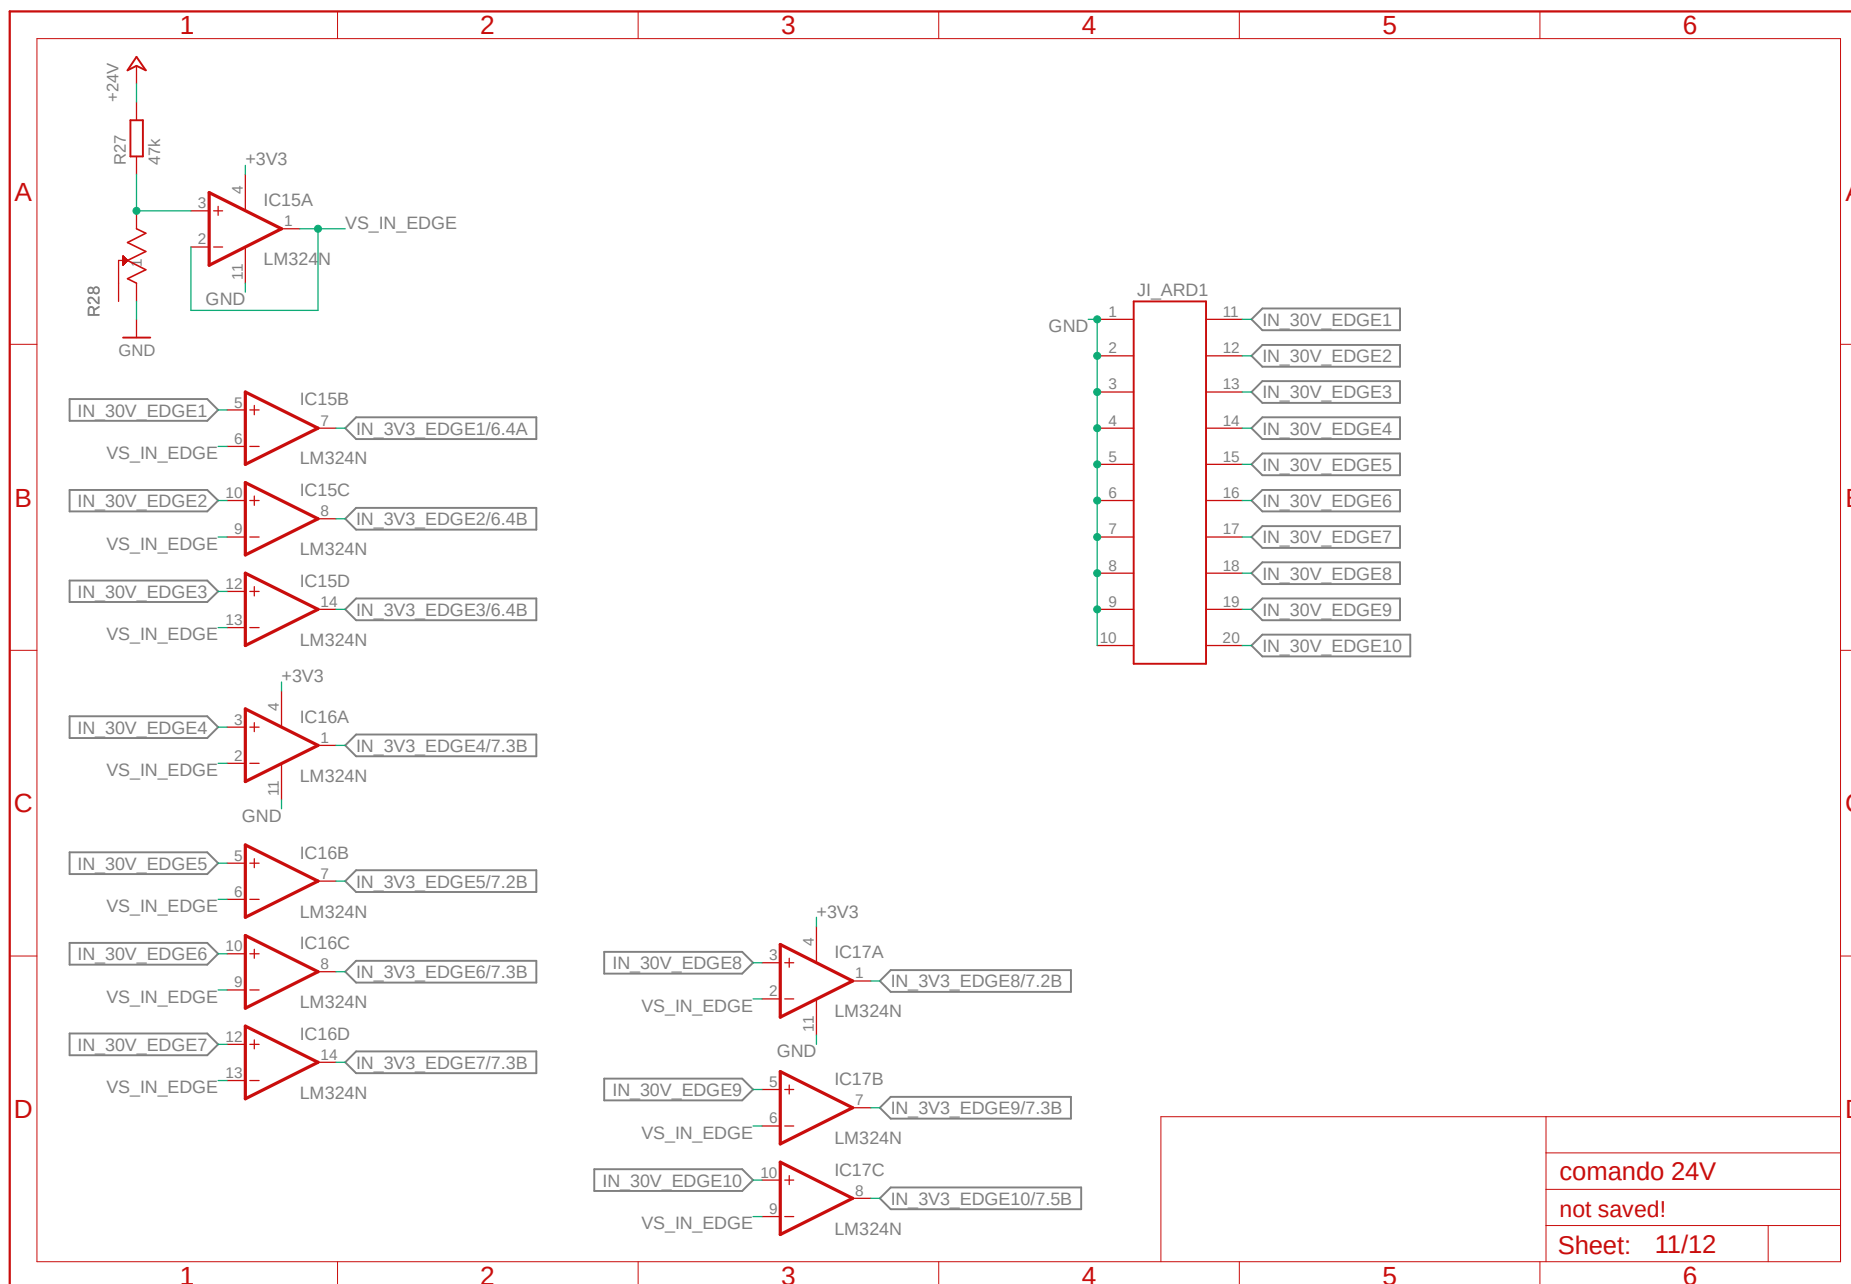 1 2 3 4 5 6
A
B
C
D
+24V
R27
47k
R28
1
GND
+3V3
4
3
2
1
11
IC15A
LM324N
GND
VS_IN_EDGE
IN_30V_EDGE1
VS_IN_EDGE
5
6
7
IC15B
LM324N
IN_3V3_EDGE1/6.4A
IN_30V_EDGE2
VS_IN_EDGE
10
9
8
IC15C
LM324N
IN_3V3_EDGE2/6.4B
IN_30V_EDGE3
VS_IN_EDGE
12
13
14
IC15D
LM324N
IN_3V3_EDGE3/6.4B
+3V3
4
IN_30V_EDGE4
VS_IN_EDGE
3
2
1
11
IC16A
LM324N
GND
IN_3V3_EDGE4/7.3B
IN_30V_EDGE5
VS_IN_EDGE
5
6
7
IC16B
LM324N
IN_3V3_EDGE5/7.2B
IN_30V_EDGE6
VS_IN_EDGE
10
9
8
IC16C
LM324N
IN_3V3_EDGE6/7.3B
IN_30V_EDGE7
VS_IN_EDGE
12
13
14
IC16D
LM324N
IN_3V3_EDGE7/7.3B
+3V3
4
IN_30V_EDGE8
VS_IN_EDGE
3
2
1
11
IC17A
LM324N
GND
IN_3V3_EDGE8/7.2B
IN_30V_EDGE9
VS_IN_EDGE
5
6
7
IC17B
LM324N
IN_3V3_EDGE9/7.3B
IN_30V_EDGE10
VS_IN_EDGE
10
9
8
IC17C
LM324N
IN_3V3_EDGE10/7.5B
JI_ARD1
GND
1 11 IN_30V_EDGE1
2 12 IN_30V_EDGE2
3 13 IN_30V_EDGE3
4 14 IN_30V_EDGE4
5 15 IN_30V_EDGE5
6 16 IN_30V_EDGE6
7 17 IN_30V_EDGE7
8 18 IN_30V_EDGE8
9 19 IN_30V_EDGE9
10 20 IN_30V_EDGE10
comando 24V
not saved!
Sheet: 11/12
1 2 3 4 5 6